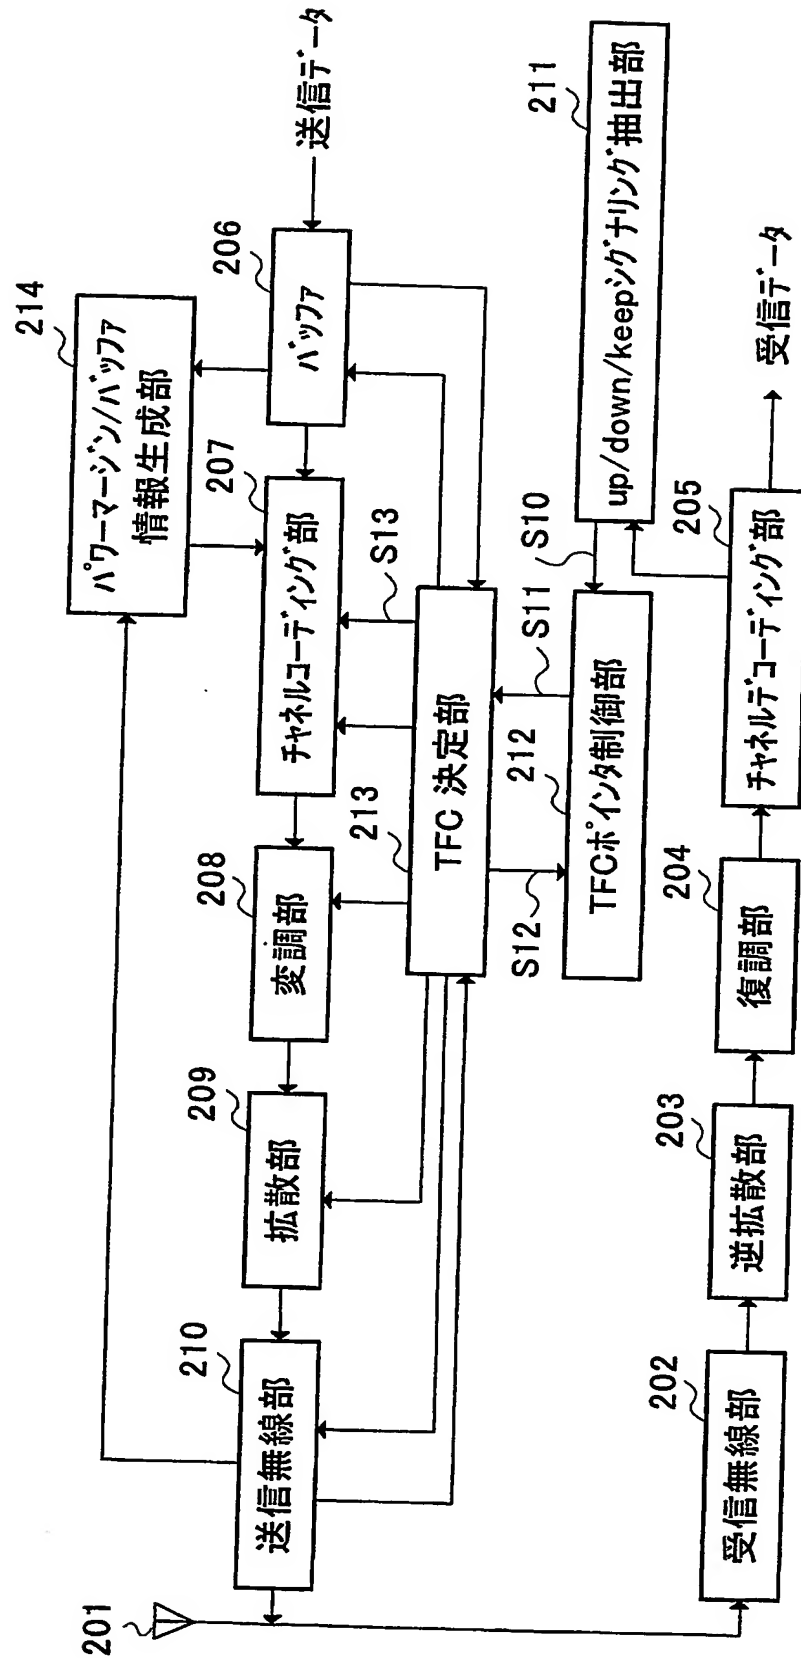 201
210
送信無線部
209
拡散部
208
変調部
207
チャネルコーディング部
206
バッファ
送信データ
214
パワーマージン/バッファ
情報生成部
213
TFC 決定部
S13
S12
S11
S10
212
TFCポインタ制御部
211
up/down/keepシグナリング抽出部
202
受信無線部
203
逆拡散部
204
復調部
205
チャネルデコーディング部
受信データ